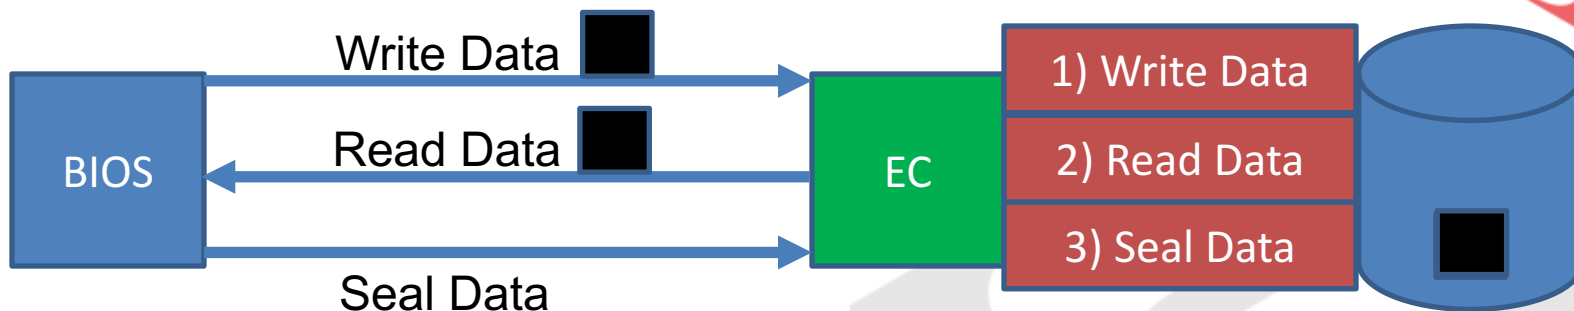 Write Data
Read Data
Seal Data
BIOS
EC
1) Write Data
2) Read Data
3) Seal Data